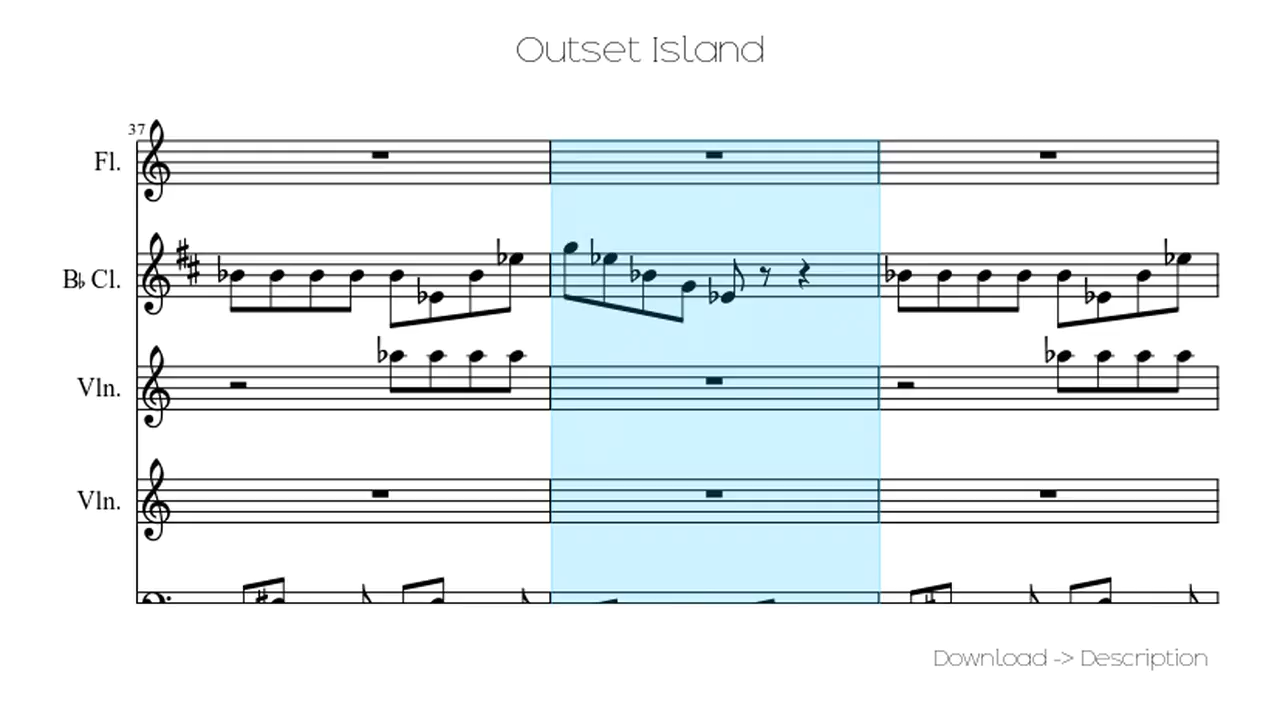 Outset Island
37
Fl.
B♭ Cl.
Vln.
Vln.
Download -> Description